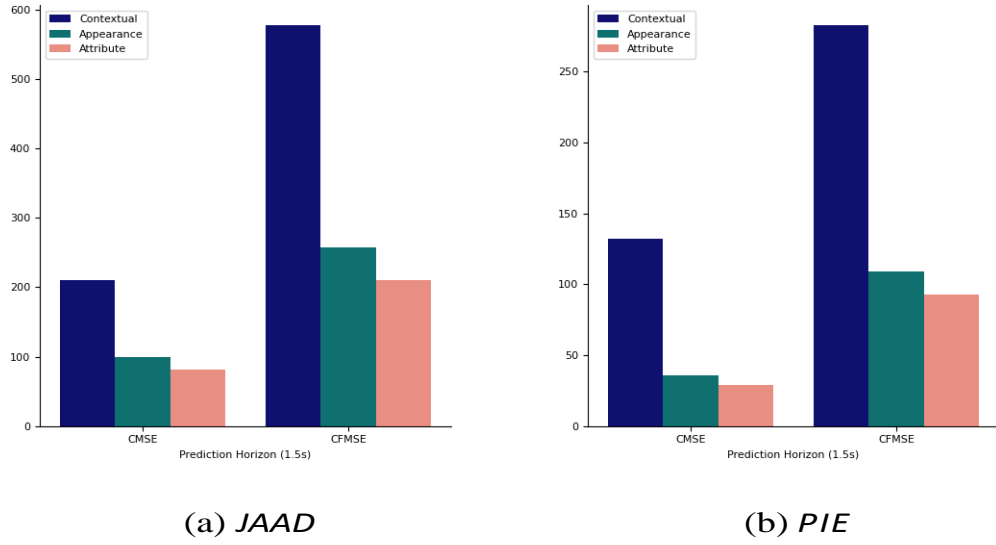 600
500
400
300
200
100
0
Contextual
Appearance
Attribute
CMSE
CFMSE
Prediction Horizon (1.5s)
(a) JAAD
250
200
150
100
50
0
Contextual
Appearance
Attribute
CMSE
CFMSE
Prediction Horizon (1.5s)
(b) PIE